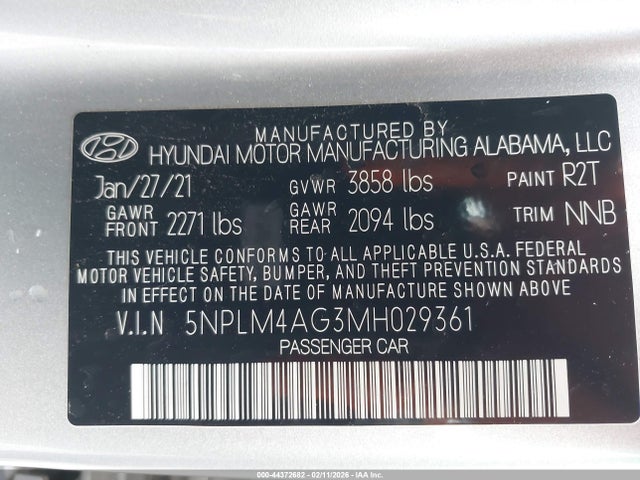 MANUFACTURED BY
HYUNDAI MOTOR MANUFACTURING ALABAMA, LLC
Jan/27/21 GVWR 3858 lbs PAINT R2T
GAWR FRONT 2271 lbs GAWR REAR 2094 lbs TRIM NNB
THIS VEHICLE CONFORMS TO ALL APPLICABLE U.S.A. FEDERAL
MOTOR VEHICLE SAFETY, BUMPER, AND THEFT PREVENTION STANDARDS
IN EFFECT ON THE DATE OF MANUFACTURE SHOWN ABOVE.
V.I.N 5NPLM4AG3MH029361
PASSENGER CAR
000-44372682 - 02/11/2026 - IAA Inc.